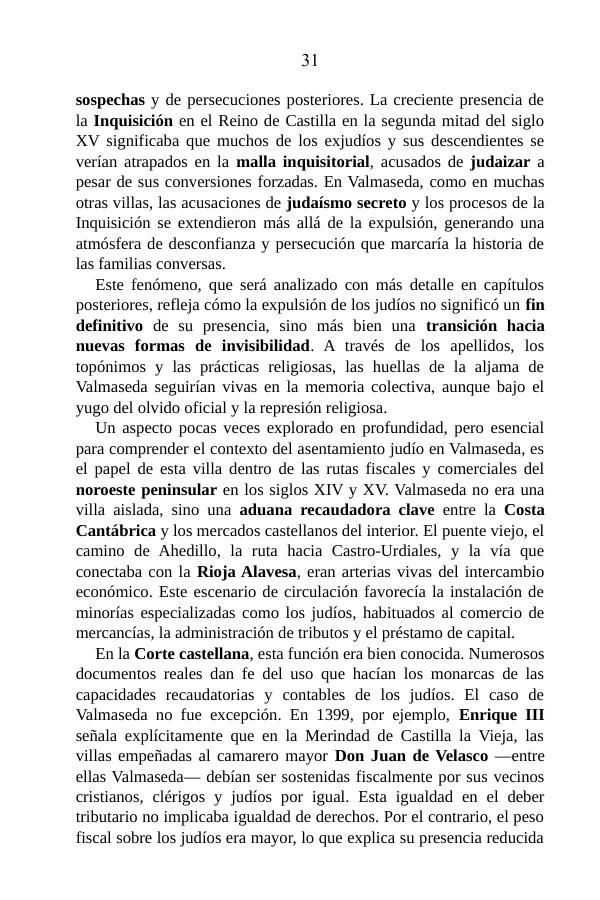 31
sospechas y de persecuciones posteriores. La creciente presencia de
la Inquisición en el Reino de Castilla en la segunda mitad del siglo
XV significaba que muchos de los exjudíos y sus descendientes se
verían atrapados en la malla inquisitorial, acusados de judaizar a
pesar de sus conversiones forzadas. En Valmaseda, como en muchas
otras villas, las acusaciones de judaísmo secreto y los procesos de la
Inquisición se extendieron más allá de la expulsión, generando una
atmósfera de desconfianza y persecución que marcaría la historia de
las familias conversas.
Este fenómeno, que será analizado con más detalle en capítulos
posteriores, refleja cómo la expulsión de los judíos no significó un fin
definitivo de su presencia, sino más bien una transición hacia
nuevas formas de invisibilidad. A través de los apellidos, los
topónimos y las prácticas religiosas, las huellas de la aljama de
Valmaseda seguirían vivas en la memoria colectiva, aunque bajo el
yugo del olvido oficial y la represión religiosa.
Un aspecto pocas veces explorado en profundidad, pero esencial
para comprender el contexto del asentamiento judío en Valmaseda, es
el papel de esta villa dentro de las rutas fiscales y comerciales del
noroeste peninsular en los siglos XIV y XV. Valmaseda no era una
villa aislada, sino una aduana recaudadora clave entre la Costa
Cantábrica y los mercados castellanos del interior. El puente viejo, el
camino de Ahedillo, la ruta hacia Castro-Urdiales, y la vía que
conectaba con la Rioja Alavesa, eran arterias vivas del intercambio
económico. Este escenario de circulación favorecía la instalación de
minorías especializadas como los judíos, habituados al comercio de
mercancías, la administración de tributos y el préstamo de capital.
En la Corte castellana, esta función era bien conocida. Numerosos
documentos reales dan fe del uso que hacían los monarcas de las
capacidades recaudatorias y contables de los judíos. El caso de
Valmaseda no fue excepción. En 1399, por ejemplo, Enrique III
señala explícitamente que en la Merindad de Castilla la Vieja, las
villas empeñadas al camarero mayor Don Juan de Velasco —entre
ellas Valmaseda— debían ser sostenidas fiscalmente por sus vecinos
cristianos, clérigos y judíos por igual. Esta igualdad en el deber
tributario no implicaba igualdad de derechos. Por el contrario, el peso
fiscal sobre los judíos era mayor, lo que explica su presencia reducida